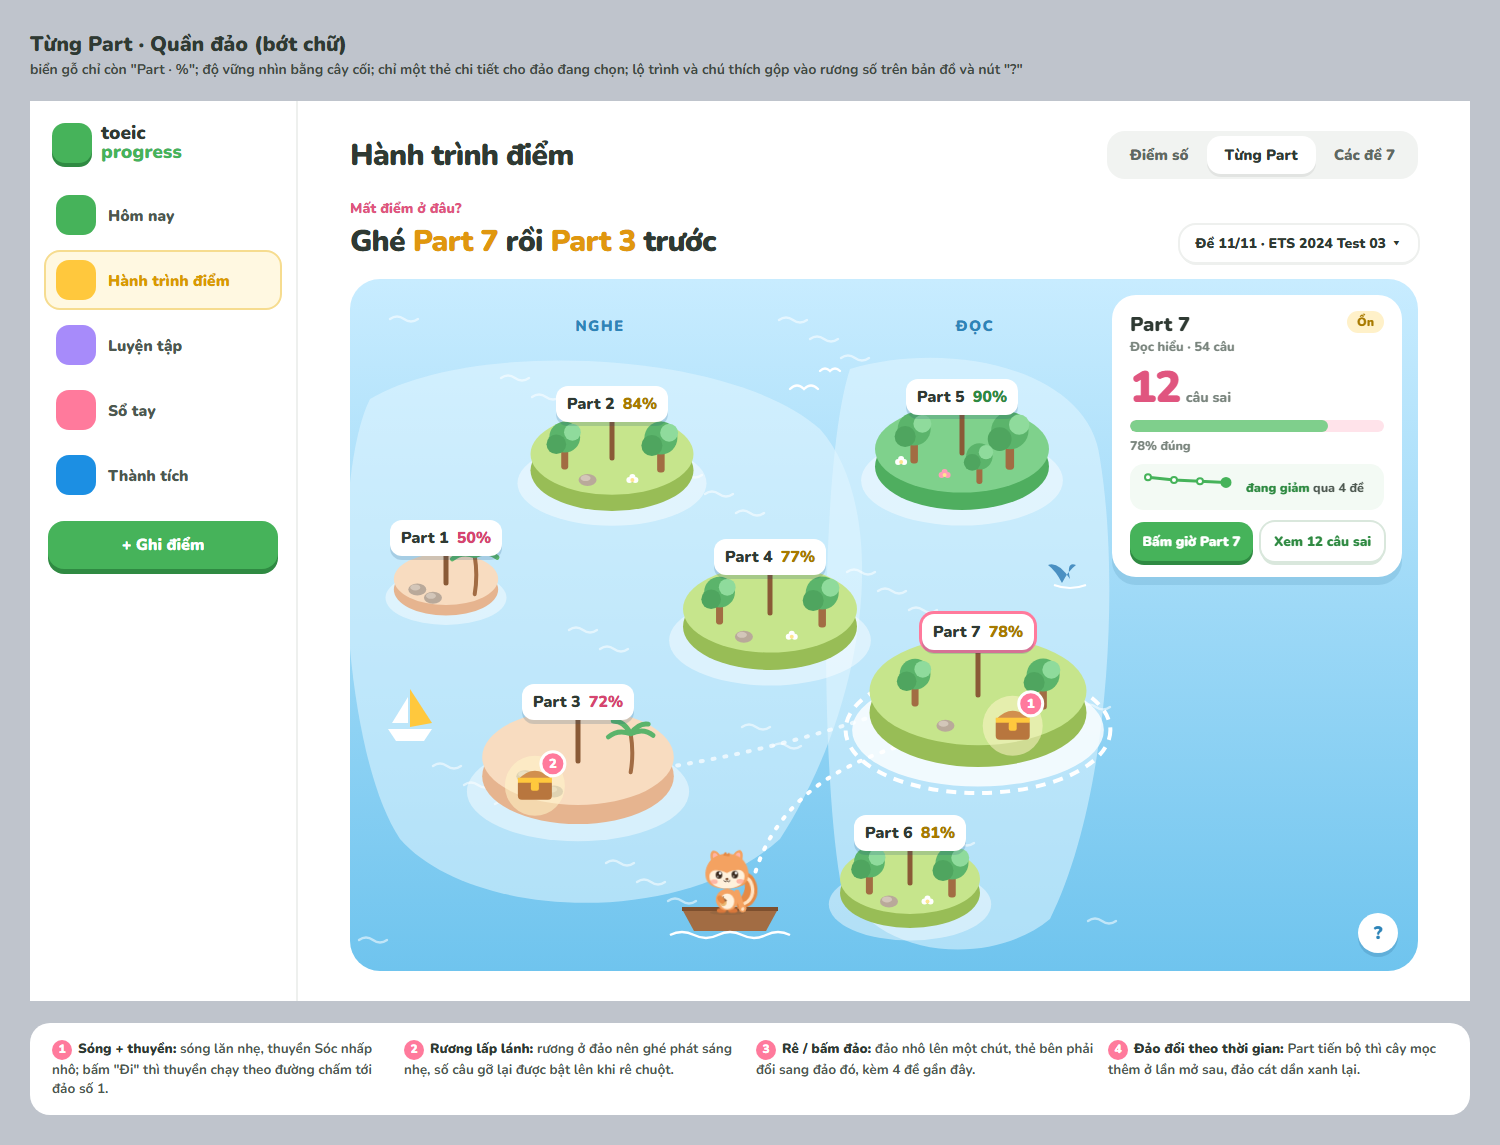 Từng Part · Quần đảo (bớt chữ)
biển gỗ chỉ còn "Part · %"; độ vững nhìn bằng cây cối; chỉ một thẻ chi tiết cho đảo đang chọn; lộ trình và chú thích gộp vào rương số trên bản đồ và nút "?"
toeic
progress
Hôm nay
Hành trình điểm
Luyện tập
Sổ tay
Thành tích
+ Ghi điểm
Hành trình điểm
Điểm số
Từng Part
Các đề 7
Mất điểm ở đâu?
Ghé Part 7 rồi Part 3 trước
Đề 11/11 · ETS 2024 Test 03 ▾
NGHE
ĐỌC
Part 2 84%
Part 5 90%
Part 1 50%
Part 4 77%
Part 7 78%
1
Part 3 72%
2
Part 6 81%
Part 7
Ổn
Đọc hiểu · 54 câu
12 câu sai
78% đúng
đang giảm qua 4 đề
Bấm giờ Part 7
Xem 12 câu sai
?
1 Sóng + thuyền: sóng lăn nhẹ, thuyền Sóc nhấp
nhô; bấm "Đi" thì thuyền chạy theo đường chấm tới
đảo số 1.
2 Rương lấp lánh: rương ở đảo nên ghé phát sáng
nhẹ, số câu gỡ lại được bật lên khi rê chuột.
3 Rê / bấm đảo: đảo nhô lên một chút, thẻ bên phải
đổi sang đảo đó, kèm 4 đề gần đây.
4 Đảo đổi theo thời gian: Part tiến bộ thì cây mọc
thêm ở lần mở sau, đảo cát dần xanh lại.